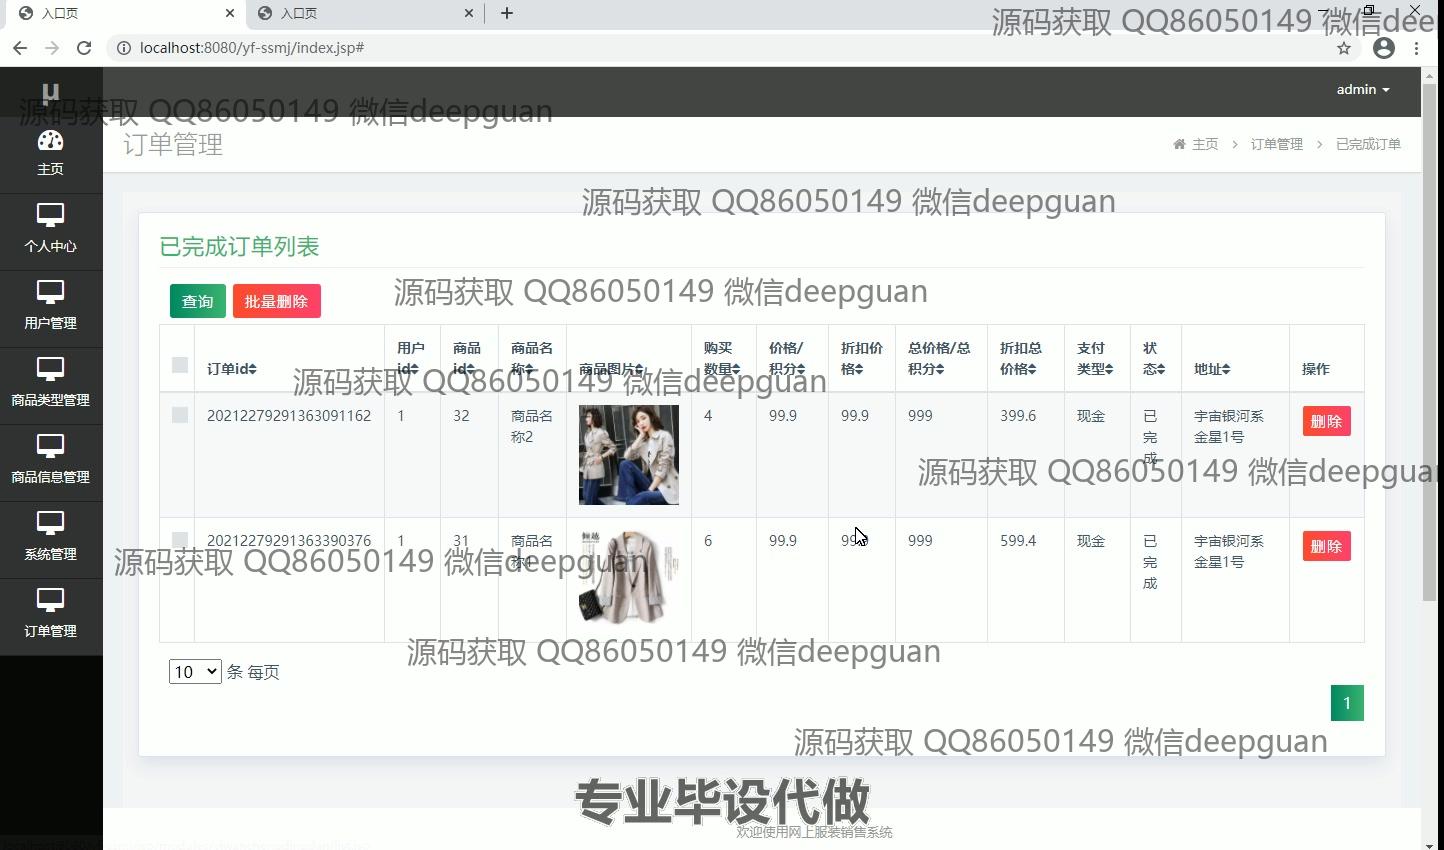 入口页
入口页
localhost:8080/yf-ssmj/index.jsp#
源码获取 QQ86050149 微信dee
µ
admin
源码获取 QQ86050149 微信deepguan
订单管理
主页 > 订单管理 > 已完成订单
主页
个人中心
用户管理
商品类型管理
商品信息管理
系统管理
订单管理
源码获取 QQ86050149 微信deepguan
已完成订单列表
查询 批量删除
源码获取 QQ86050149 微信deepguan
订单id 用户id 商品id 商品名称 商品图片 购买数量 价格/积分 折扣价格 总价格/总积分 折扣总价格 支付类型 状态 地址 操作
源码获取 QQ86050149 微信deepguan
20212279291363091162 1 32 商品名称2 4 99.9 99.9 999 399.6 现金 已完成 宇宙银河系金星1号 删除
源码获取 QQ86050149 微信deepguan
20212279291363390376 1 31 商品名称1 6 99.9 99.9 999 599.4 现金 已完成 宇宙银河系金星1号 删除
源码获取 QQ86050149 微信deepguan
源码获取 QQ86050149 微信deepguan
10 条 每页
1
源码获取 QQ86050149 微信deepguan
专业毕设代做
欢迎使用网上服装销售系统